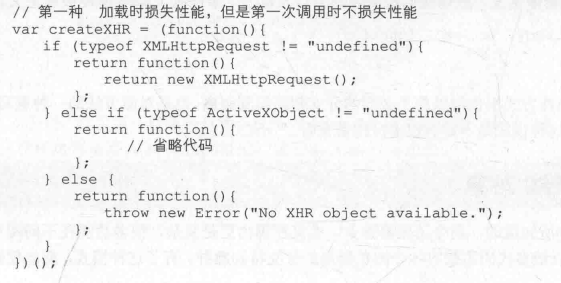 // 第一种 加载时损失性能，但是第一次调用时不损失性能
var createXHR = (function(){
    if (typeof XMLHttpRequest != "undefined"){
        return function(){
            return new XMLHttpRequest();
        };
    } else if (typeof ActiveXObject != "undefined"){
        return function(){
            // 省略代码
        };
    } else {
        return function(){
            throw new Error("No XHR object available.");
        };
    }
})();